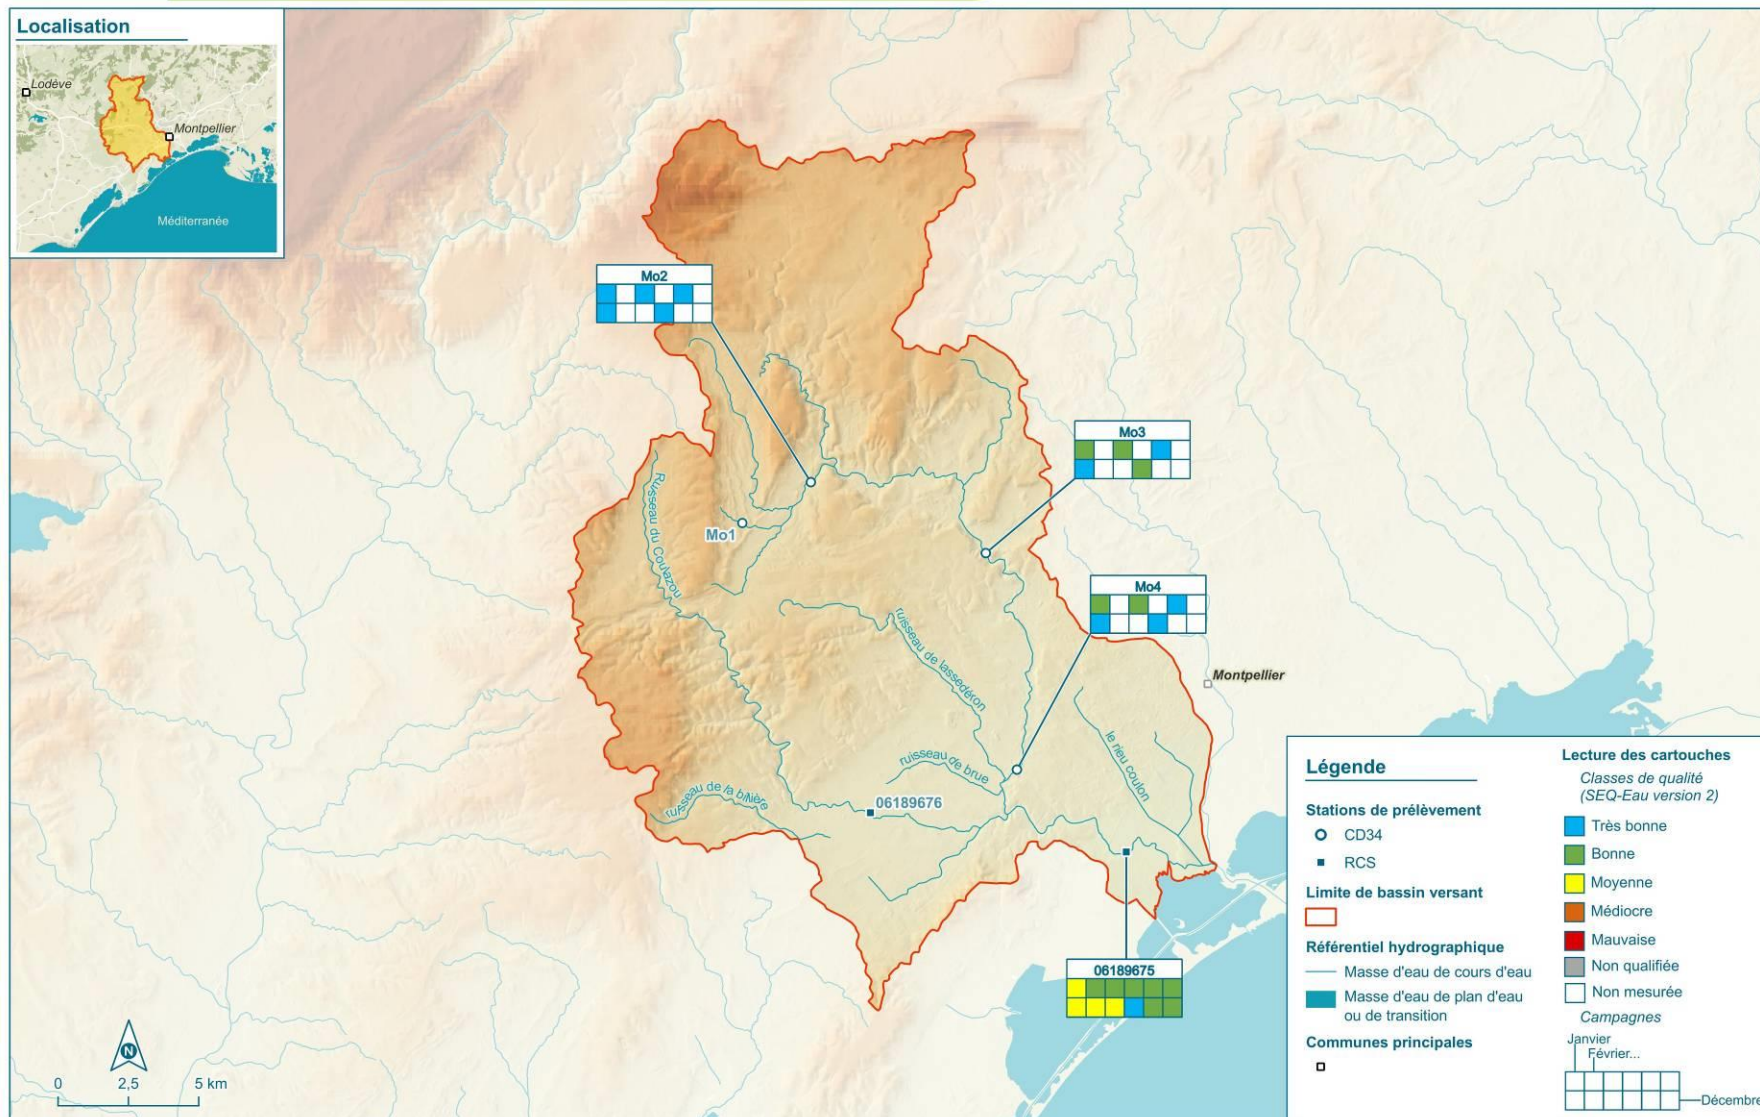 Localisation
Lodève
Montpellier
Méditerranée
Mo2
Mo3
Mo1
Ruisseau du Coulazou
Mo4
ruisseau de lassedéron
Montpellier
le rieu coulon
ruisseau de brue
06189676
ruisseau de la billière
06189675
N
0 2,5 5 km
Légende
Stations de prélèvement
CD34
RCS
Limite de bassin versant
Référentiel hydrographique
Masse d'eau de cours d'eau
Masse d'eau de plan d'eau
ou de transition
Communes principales
Lecture des cartouches
Classes de qualité
(SEQ-Eau version 2)
Très bonne
Bonne
Moyenne
Médiocre
Mauvaise
Non qualifiée
Non mesurée
Campagnes
Janvier
Février...
Décembre